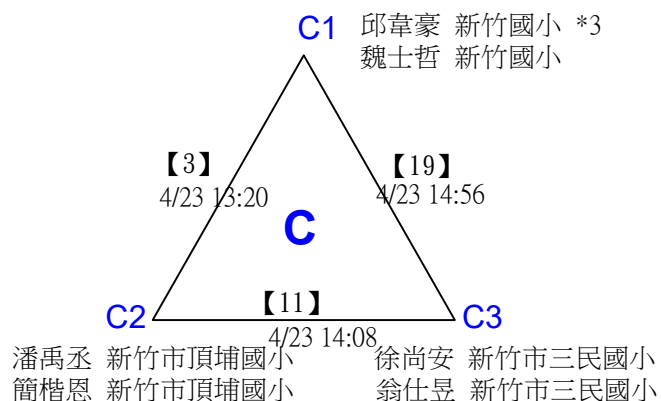 C1
邱韋豪 新竹國小 *3
魏士哲 新竹國小
【3】
4/23 13:20
【19】
4/23 14:56
C
【11】
4/23 14:08
C2
C3
潘禹丞 新竹市頂埔國小
簡楷恩 新竹市頂埔國小
徐尚安 新竹市三民國小
翁仕昱 新竹市三民國小